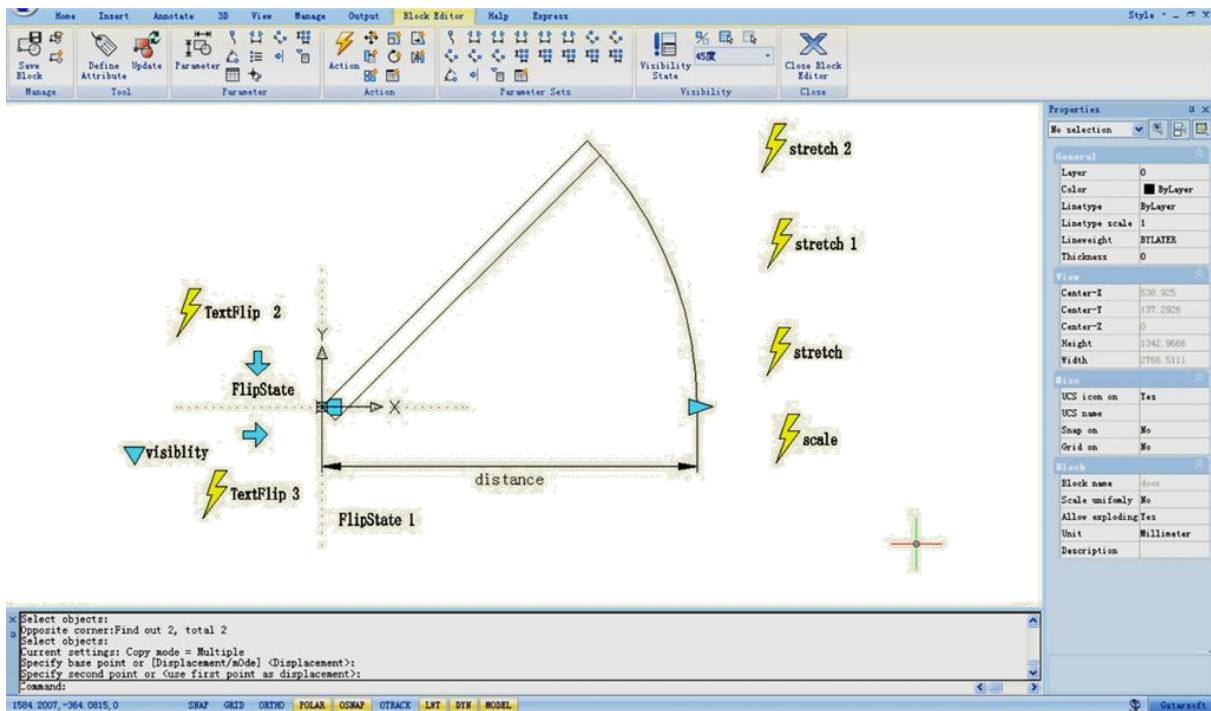 Home Insert Annotate 3D View Manage Output Block Editor Help Express Style
Save Block
Define Attribute
Update
Parameter
Action
Visibility State
45度
Close Block Editor
Manage Tool Parameter Action Parameter Sets Visibility Close
Properties
No selection
General
Layer 0
Color ByLayer
Linetype ByLayer
Linetype scale 1
Lineweight BYLAYER
Thickness 0
View
Center-X 538.925
Center-Y 137.2926
Center-Z 0
Height 1342.9666
Width 2766.5111
Misc
UCS icon on Yes
UCS name
Snap on No
Grid on No
Block
Block name door
Scale unifomly No
Allow exploding Yes
Unit Millimeter
Description
stretch 2
stretch 1
TextFlip 2
Y
stretch
FlipState
X
scale
visiblity
distance
TextFlip 3
FlipState 1
Select objects:
Opposite corner:Find out 2, total 2
Select objects:
Current settings: Copy mode = Multiple
Specify base point or [Displacement/mOde] <Displacement>:
Specify second point or <use first point as displacement>:
Command:
1584.2007,-364.0815,0 SNAP GRID ORTHO POLAR OSNAP OTRACK LWT DYN MODEL Gstarsoft